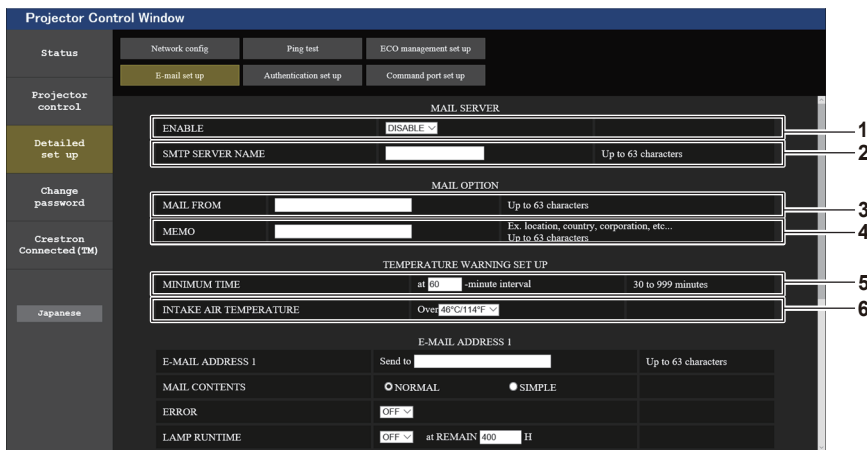 Projector Control Window
Status
Network config
Ping test
ECO management set up
E-mail set up
Authentication set up
Command port set up
Projector
control
Detailed
set up
Change
password
Crestron
Connected(TM)
Japanese
MAIL SERVER
ENABLE DISABLE 1
SMTP SERVER NAME Up to 63 characters 2
MAIL OPTION
MAIL FROM Up to 63 characters 3
MEMO Ex. location, country, corporation, etc... 4
Up to 63 characters
TEMPERATURE WARNING SET UP
MINIMUM TIME at 60 -minute interval 30 to 999 minutes 5
INTAKE AIR TEMPERATURE Over 46°C/114°F 6
E-MAIL ADDRESS 1
E-MAIL ADDRESS 1 Send to Up to 63 characters
MAIL CONTENTS NORMAL SIMPLE
ERROR OFF
LAMP RUNTIME OFF at REMAIN 400 H